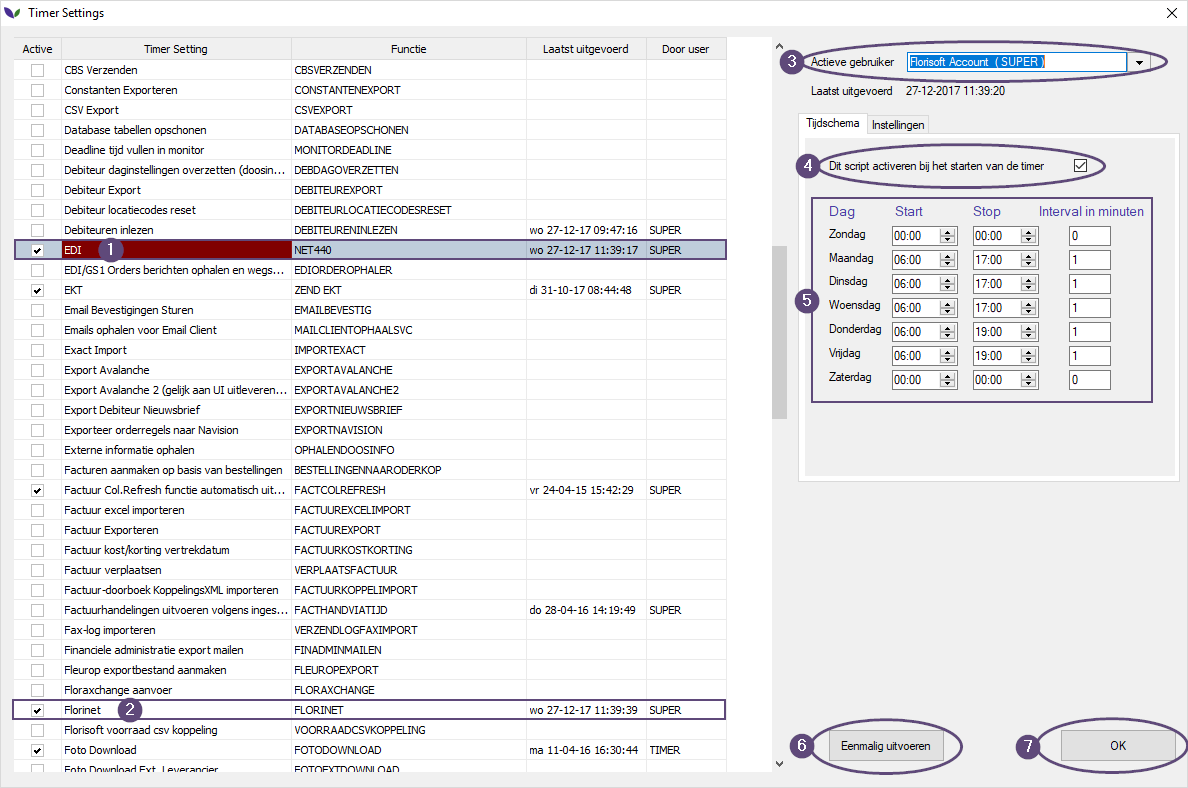 Timer Settings
Active Timer Setting Functie Laatst uitgevoerd Door user
CBS Verzenden CBSVERZENDEN
Constanten Exporteren CONSTANTENEXPORT
CSV Export CSVEXPORT
Database tabellen opschonen DATABASEOPSCHONEN
Deadline tijd vullen in monitor MONITORDEADLINE
Debiteur daginstellingen overzetten (doosin... DEBDAGOVERZETTEN
Debiteur Export DEBITEUREXPORT
Debiteur locatiecodes reset DEBITEURLOCATIECODESRESET
Debiteuren inlezen DEBITEURENINLEZEN wo 27-12-17 09:47:16 SUPER
EDI 1 NET440 wo 27-12-17 11:39:17 SUPER
EDI/GS1 Orders berichten ophalen en wegs... EDIORDEROPHALER
EKT ZEND EKT di 31-10-17 08:44:48 SUPER
Email Bevestigingen Sturen EMAILBEVESTIG
Emails ophalen voor Email Client MAILCLIENTOPHAALSVC
Exact Import IMPORTEXACT
Export Avalanche EXPORTAVALANCHE
Export Avalanche 2 (gelijk aan UI uitleveren... EXPORTAVALANCHE2
Export Debiteur Nieuwsbrief EXPORTNIEUWSBRIEF
Exporteer orderregels naar Navision EXPORTNAVISION
Externe informatie ophalen OPHALENDOOSINFO
Facturen aanmaken op basis van bestellingen BESTELLINGENNAARODERKOP
Factuur Col.Refresh functie automatisch uit... FACTCOLREFRESH vr 24-04-15 15:42:29 SUPER
Factuur excel importeren FACTUUREXCELIMPORT
Factuur Exporteren FACTUUREXPORT
Factuur kost/korting vertrekdatum FACTUURKOSTKORTING
Factuur verplaatsen VERPLAATSFACTUUR
Factuur-doorboek KoppelingsXML importeren FACTUURKOPPELIMPORT
Factuurhandelingen uitvoeren volgens inges... FACTHANDVIATIJD do 28-04-16 14:19:49 SUPER
Fax-log importeren VERZENDLOGFAXIMPORT
Financiele administratie export mailen FINADMINMAILEN
Fleurop exportbestand aanmaken FLEUROPEXPORT
Floraxchange aanvoer FLORAXCHANGE
Florinet 2 FLORINET wo 27-12-17 11:39:39 SUPER
Florisoft voorraad csv koppeling VOORRAADCSVKOPPELING
Foto Download FOTODOWNLOAD ma 11-04-16 16:30:44 TIMER
Foto Download Ext. Leverancier FOTOEXTDOWNLOAD
3 Actieve gebruiker Florisoft Account ( SUPER )
Laatst uitgevoerd 27-12-2017 11:39:20
Tijdschema Instellingen
4 Dit script activeren bij het starten van de timer
Dag Start Stop Interval in minuten
Zondag 00:00 00:00 0
Maandag 06:00 17:00 1
Dinsdag 06:00 17:00 1
5 Woensdag 06:00 17:00 1
Donderdag 06:00 19:00 1
Vrijdag 06:00 19:00 1
Zaterdag 00:00 00:00 0
6 Eenmalig uitvoeren 7 OK